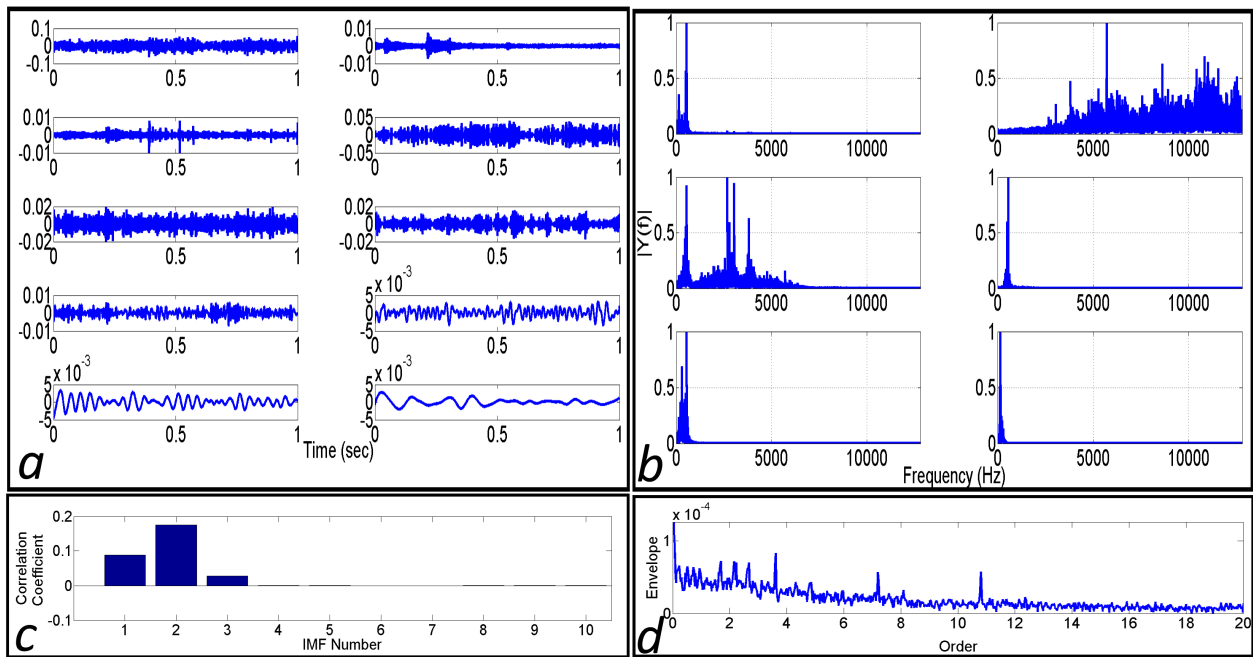 0.1
0
-0.1
0 0.5 1
0.01
0
-0.01
0 0.5 1
0.01
0
-0.01
0 0.5 1
0.05
0
-0.05
0 0.5 1
0.02
0
-0.02
0 0.5 1
0.02
0
-0.02
0 0.5 1
0.01
0
-0.01
0 0.5 1
x 10^-3
5
0
-5
0 0.5 1
x 10^-3
5
0
-5
0 0.5 1
x 10^-3
5
0
-5
0 0.5 1
Time (sec)
a
1
0.5
0
0 5000 10000
1
0.5
0
0 5000 10000
|Y(f)|
1
0.5
0
0 5000 10000
1
0.5
0
0 5000 10000
1
0.5
0
0 5000 10000
1
0.5
0
0 5000 10000
Frequency (Hz)
b
Correlation
Coefficient
0.2
0.1
0
-0.1
1 2 3 4 5 6 7 8 9 10
IMF Number
c
x 10^-4
Envelope
1
0
0 2 4 6 8 10 12 14 16 18 20
Order
d